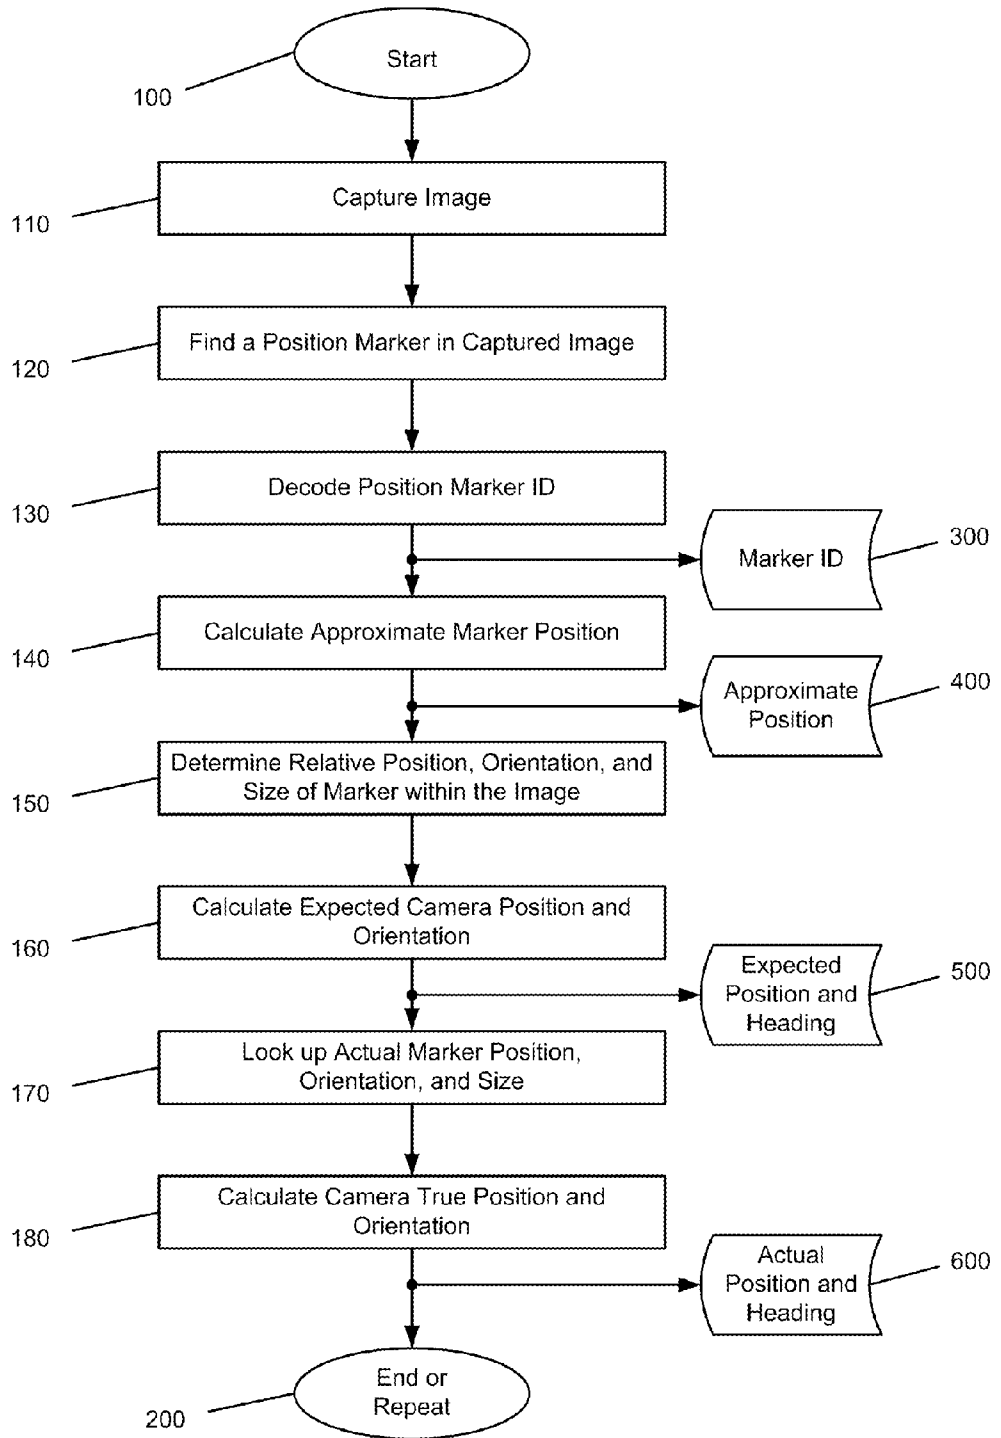 Start
100
Capture Image
110
Find a Position Marker in Captured Image
120
Decode Position Marker ID
130
Marker ID
300
Calculate Approximate Marker Position
140
Approximate
Position
400
Determine Relative Position, Orientation, and
Size of Marker within the Image
150
Calculate Expected Camera Position and
Orientation
160
Expected
Position and
Heading
500
Look up Actual Marker Position,
Orientation, and Size
170
Calculate Camera True Position and
Orientation
180
Actual
Position and
Heading
600
End or
Repeat
200